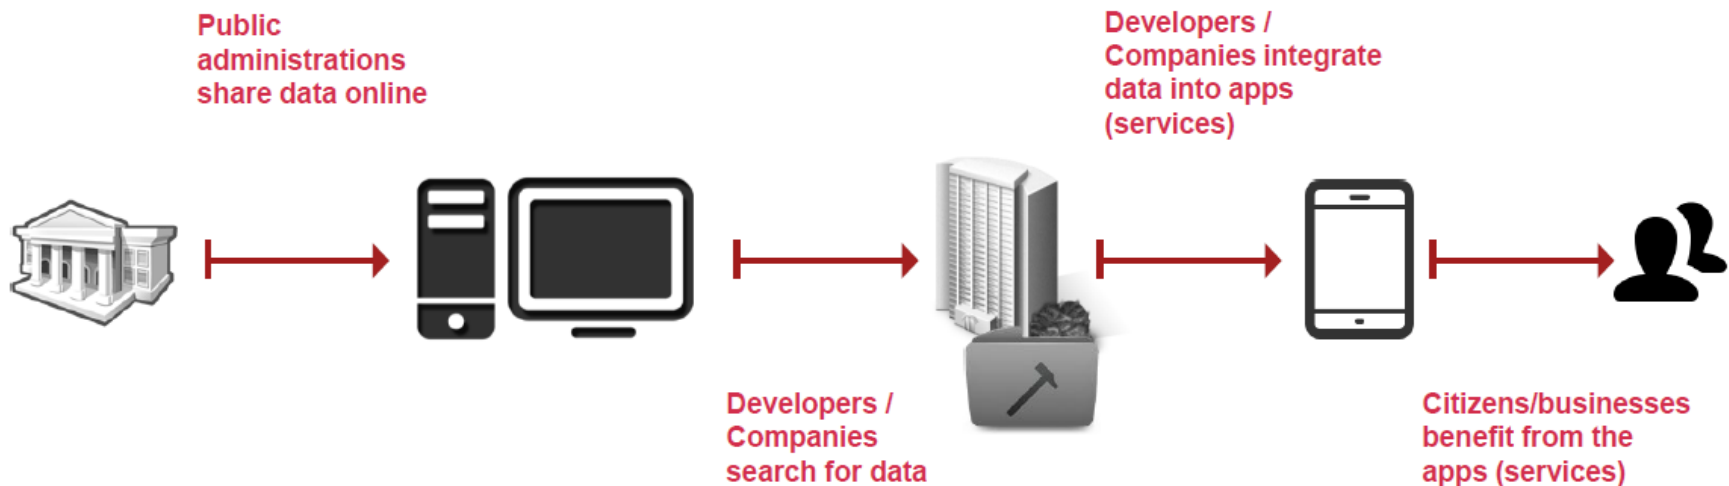 Public
administrations
share data online
Developers /
Companies
search for data
Developers /
Companies integrate
data into apps
(services)
Citizens/businesses
benefit from the
apps (services)